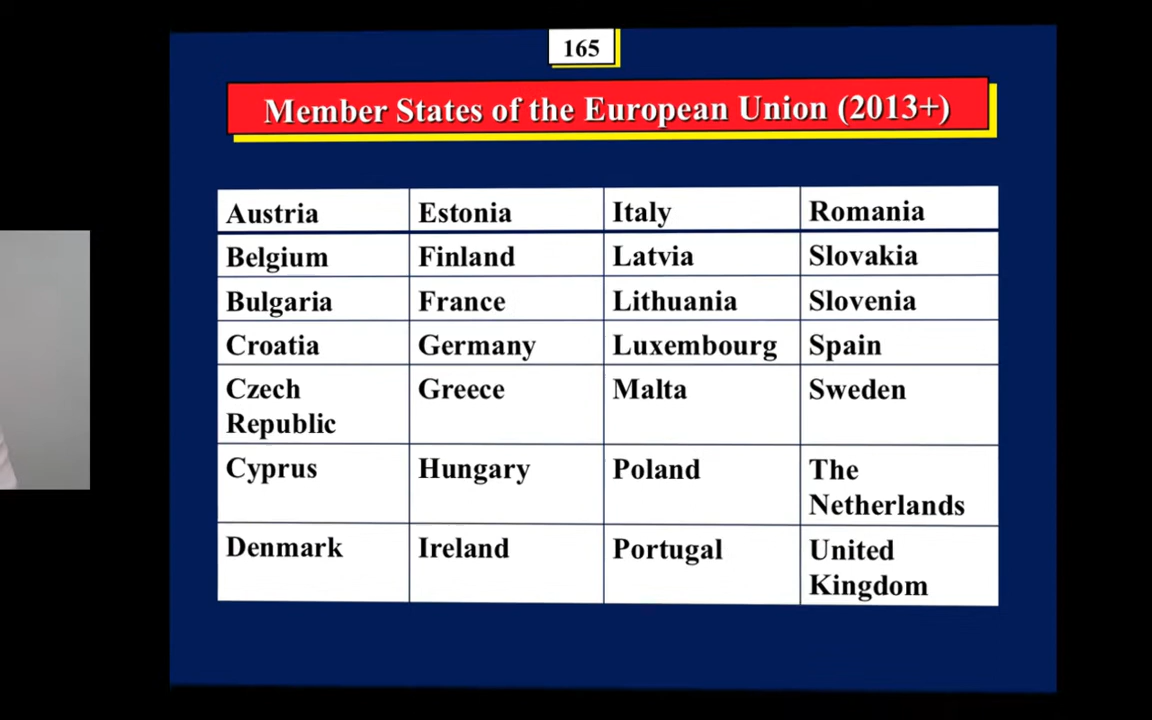 165
Member States of the European Union (2013+)
Austria Estonia Italy Romania
Belgium Finland Latvia Slovakia
Bulgaria France Lithuania Slovenia
Croatia Germany Luxembourg Spain
Czech Republic Greece Malta Sweden
Cyprus Hungary Poland The Netherlands
Denmark Ireland Portugal United Kingdom